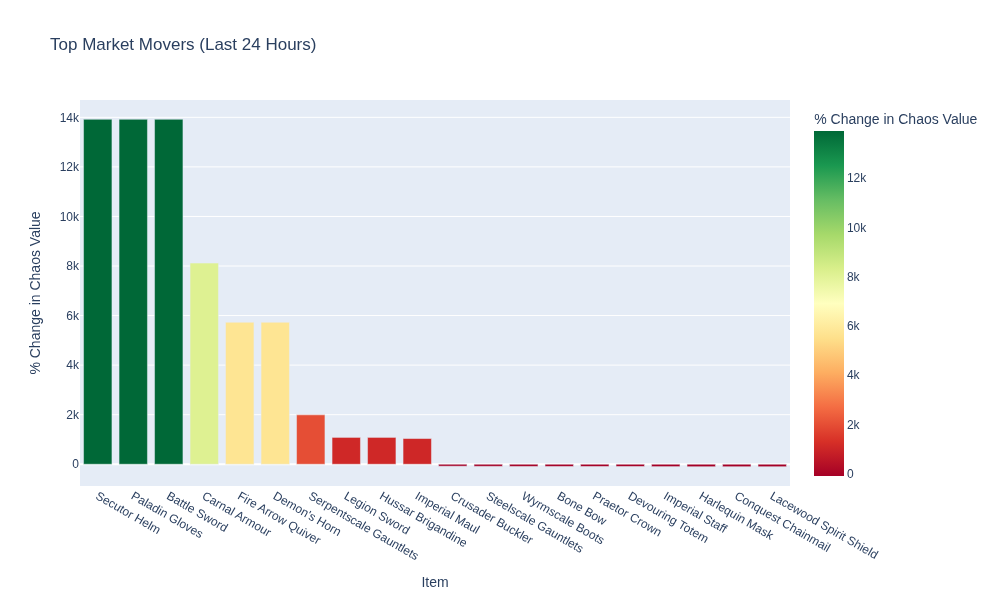 Top Market Movers (Last 24 Hours)
% Change in Chaos Value
14k
12k
10k
8k
6k
4k
2k
0
Secutor Helm
Paladin Gloves
Battle Sword
Carnal Armour
Fire Arrow Quiver
Demon's Horn
Serpentscale Gauntlets
Legion Sword
Hussar Brigandine
Imperial Maul
Crusader Buckler
Steelscale Gauntlets
Wyrmscale Boots
Bone Bow
Praetor Crown
Devouring Totem
Imperial Staff
Harlequin Mask
Conquest Chainmail
Lacewood Spirit Shield
Item
% Change in Chaos Value
12k
10k
8k
6k
4k
2k
0